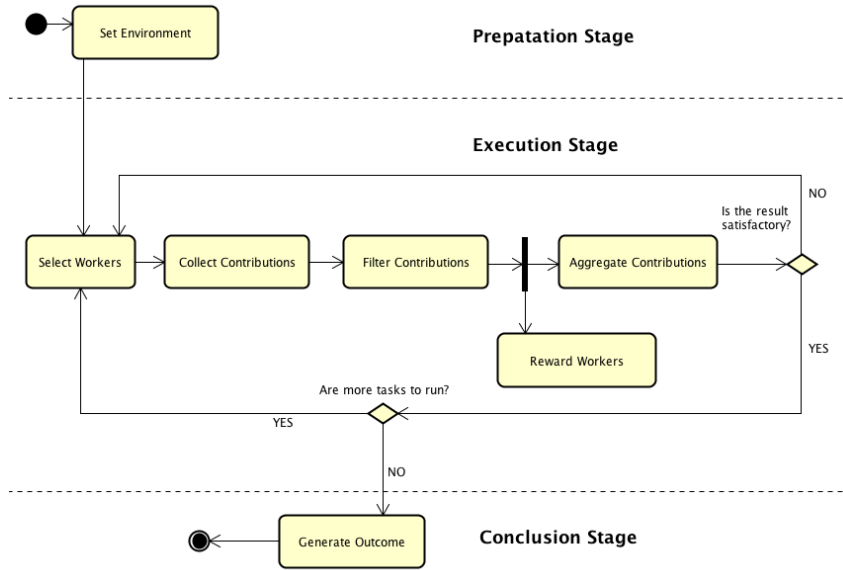 Set Environment
Prepatation Stage
Execution Stage
NO
Is the result
satisfactory?
Select Workers
Collect Contributions
Filter Contributions
Aggregate Contributions
YES
Reward Workers
Are more tasks to run?
YES
NO
Generate Outcome
Conclusion Stage